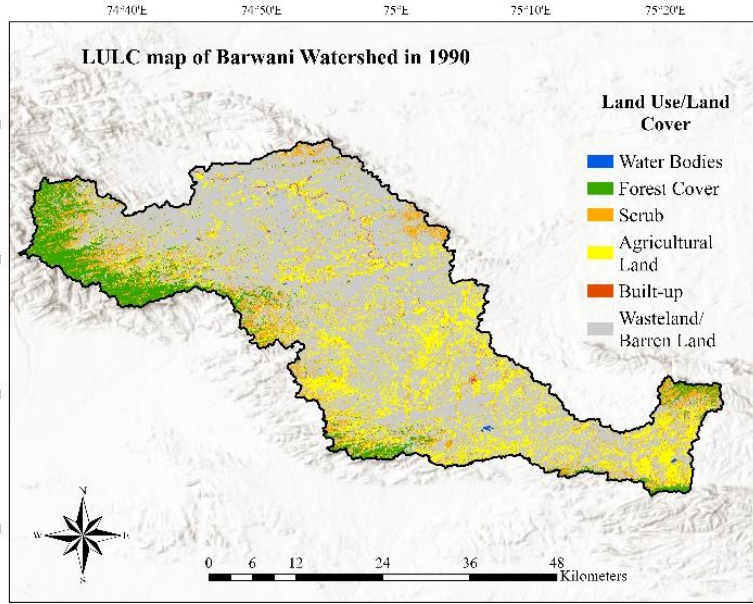 74°40'E 74°50'E 75°E 75°10'E 75°20'E
LULC map of Barwani Watershed in 1990
Land Use/Land
Cover
Water Bodies
Forest Cover
Scrub
Agricultural
Land
Built-up
Wasteland/
Barren Land
N
W E
S
0 6 12 24 36 48
Kilometers